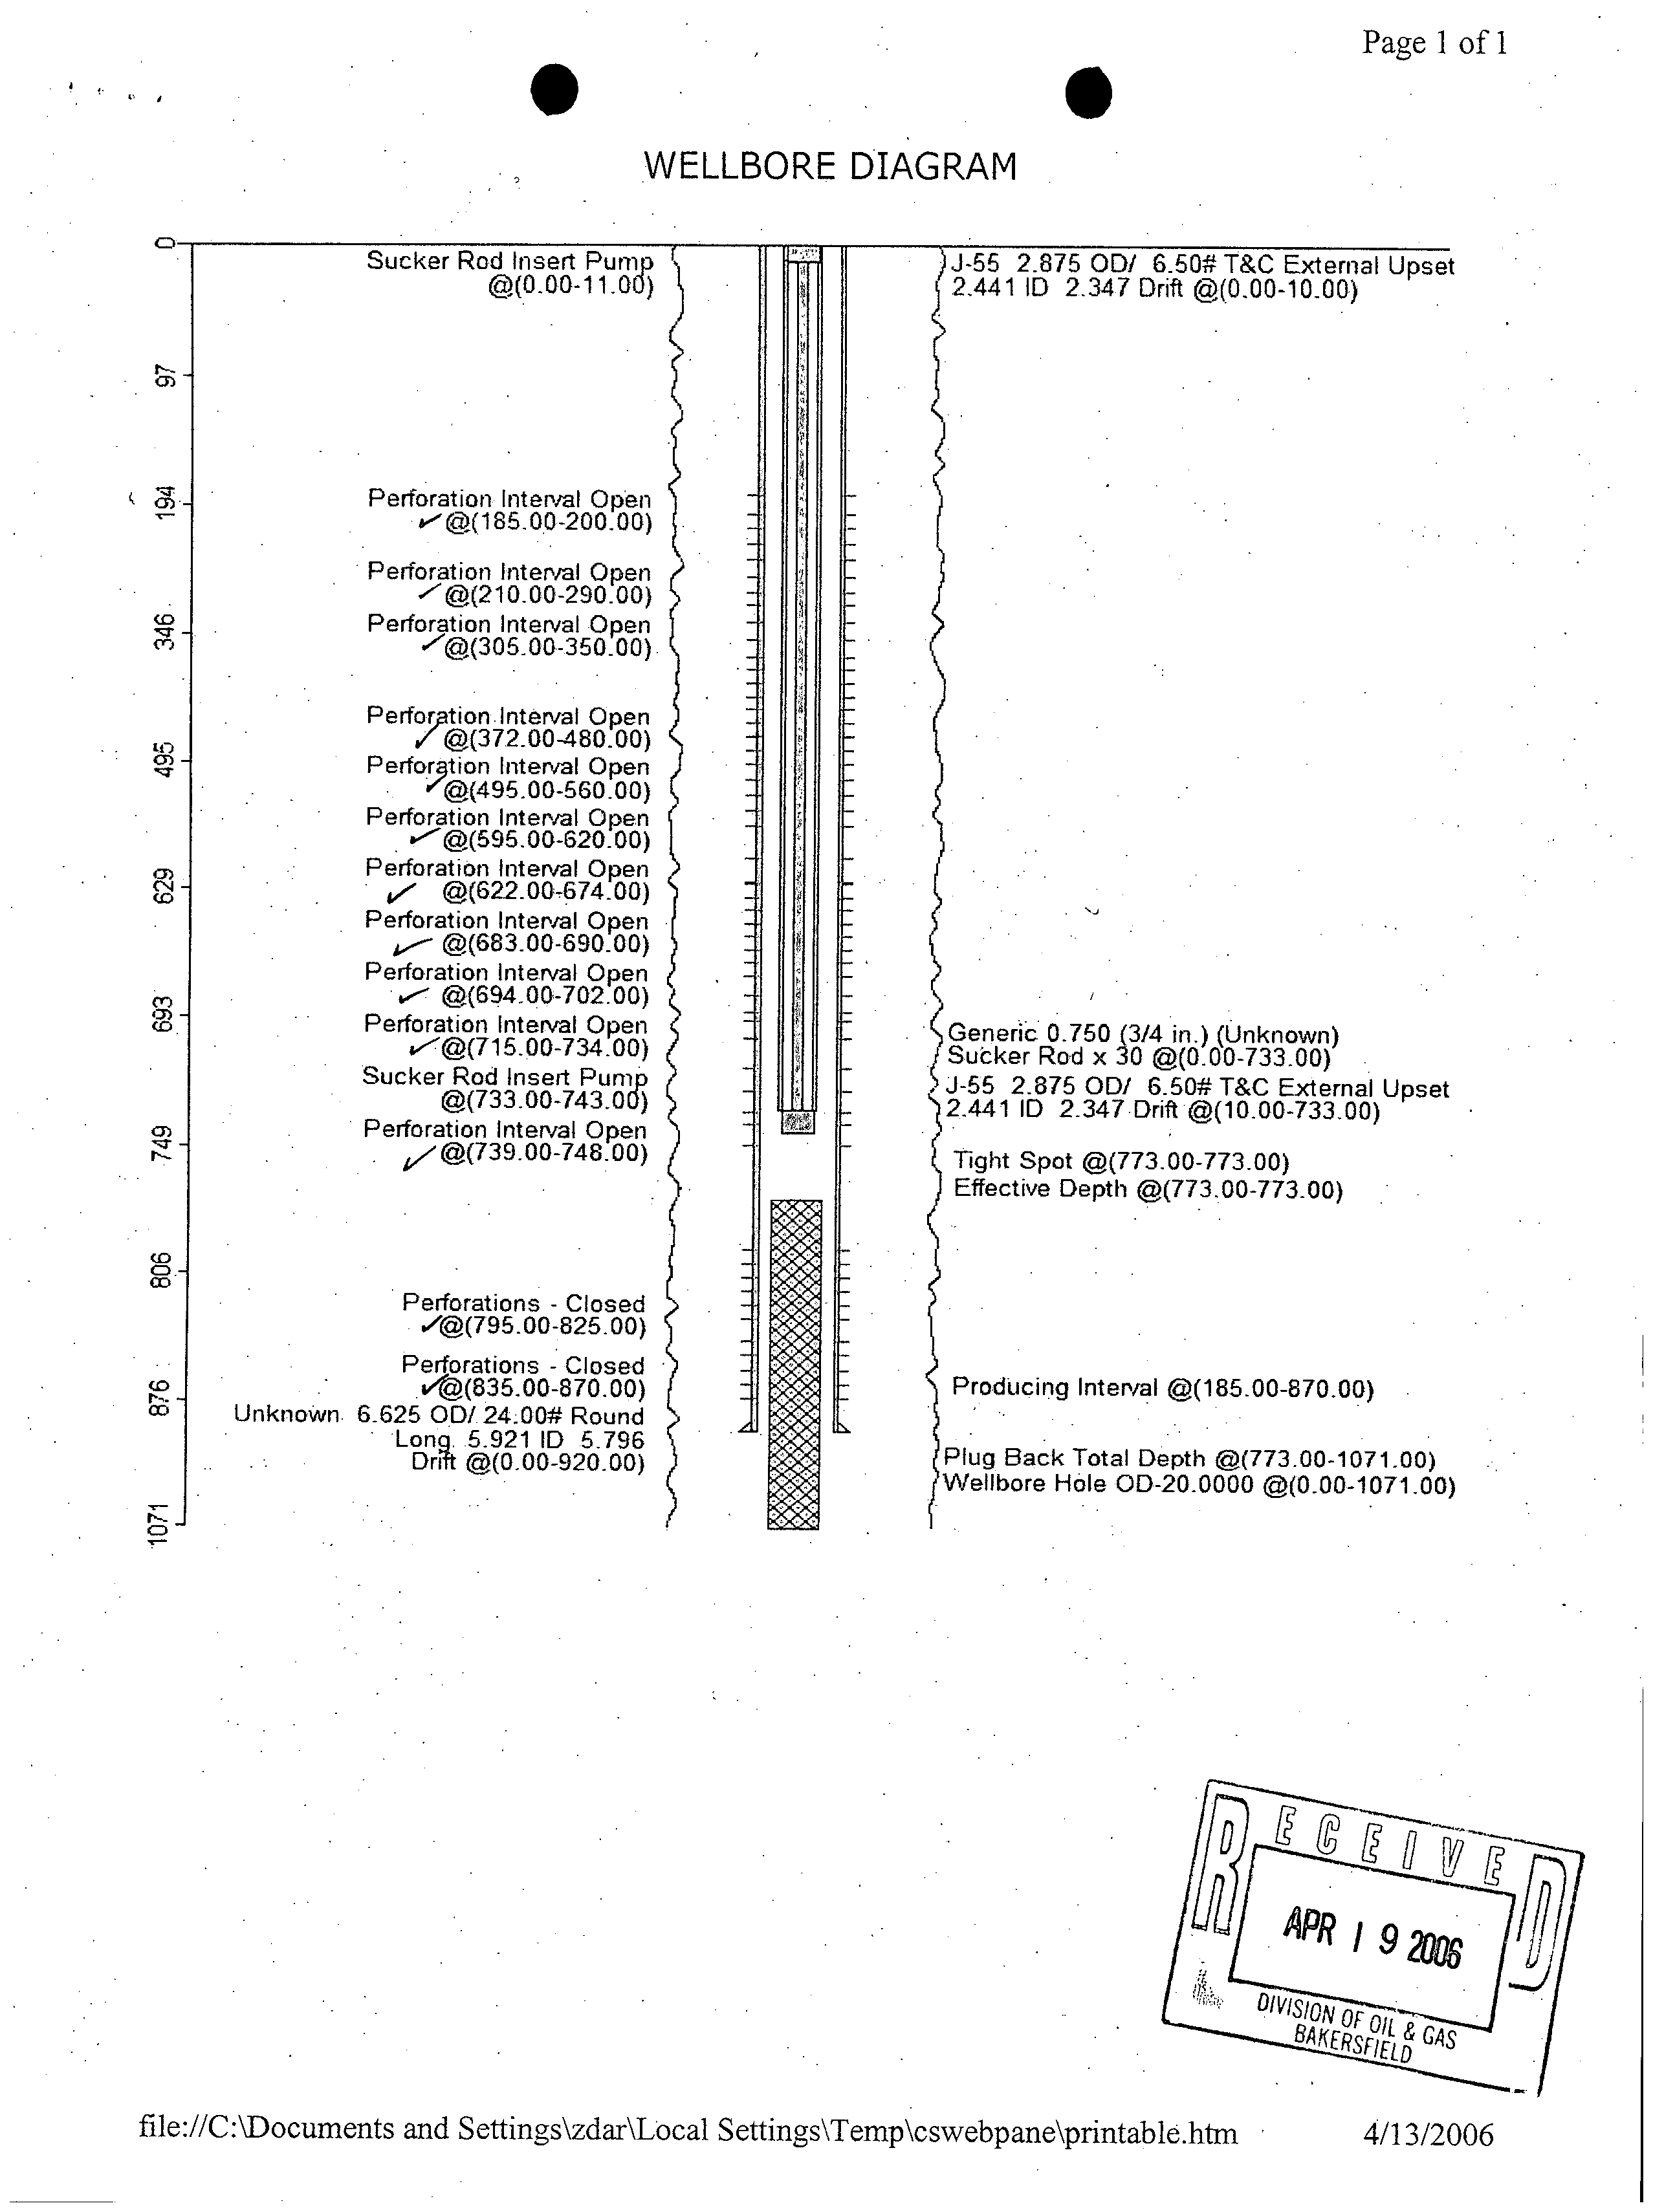 Page 1 of 1
WELLBORE DIAGRAM
0
97
194
346
495
629
693
749
806
876
1071
Sucker Rod Insert Pump
@(0.00-11.00)
Perforation Interval Open
@(185.00-200.00)
Perforation Interval Open
@(210.00-290.00)
Perforation Interval Open
@(305.00-350.00)
Perforation Interval Open
@(372.00-480.00)
Perforation Interval Open
@(495.00-560.00)
Perforation Interval Open
@(595.00-620.00)
Perforation Interval Open
@(622.00-674.00)
Perforation Interval Open
@(683.00-690.00)
Perforation Interval Open
@(694.00-702.00)
Perforation Interval Open
@(715.00-734.00)
Sucker Rod Insert Pump
@(733.00-743.00)
Perforation Interval Open
@(739.00-748.00)
Perforations - Closed
@(795.00-825.00)
Perforations - Closed
@(835.00-870.00)
Unknown 6.625 OD/ 24.00# Round
Long 5.921 ID 5.796
Drift @(0.00-920.00)
J-55 2.875 OD/ 6.50# T&C External Upset
2.441 ID 2.347 Drift @(0.00-10.00)
Generic 0.750 (3/4 in.) (Unknown)
Sucker Rod x 30 @(0.00-733.00)
J-55 2.875 OD/ 6.50# T&C External Upset
2.441 ID 2.347 Drift @(10.00-733.00)
Tight Spot @(773.00-773.00)
Effective Depth @(773.00-773.00)
Producing Interval @(185.00-870.00)
Plug Back Total Depth @(773.00-1071.00)
Wellbore Hole OD-20.0000 @(0.00-1071.00)
RECEIVED
APR 19 2006
DIVISION OF OIL & GAS
BAKERSFIELD
file://C:\Documents and Settings\zdar\Local Settings\Temp\cswebpane\printable.htm
4/13/2006